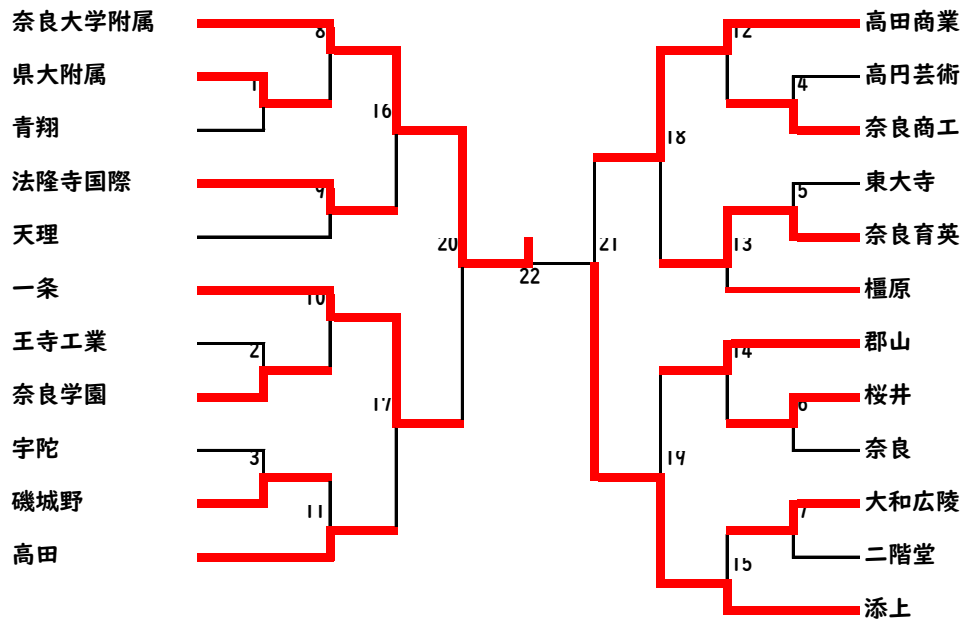 奈良大学附属
県大附属
青翔
法隆寺国際
天理
一条
王寺工業
奈良学園
宇陀
磯城野
高田
8
1
16
9
20
10
2
17
3
11
22
12
4
18
5
21
13
14
6
19
7
15
高田商業
高円芸術
奈良商工
東大寺
奈良育英
橿原
郡山
桜井
奈良
大和広陵
二階堂
添上